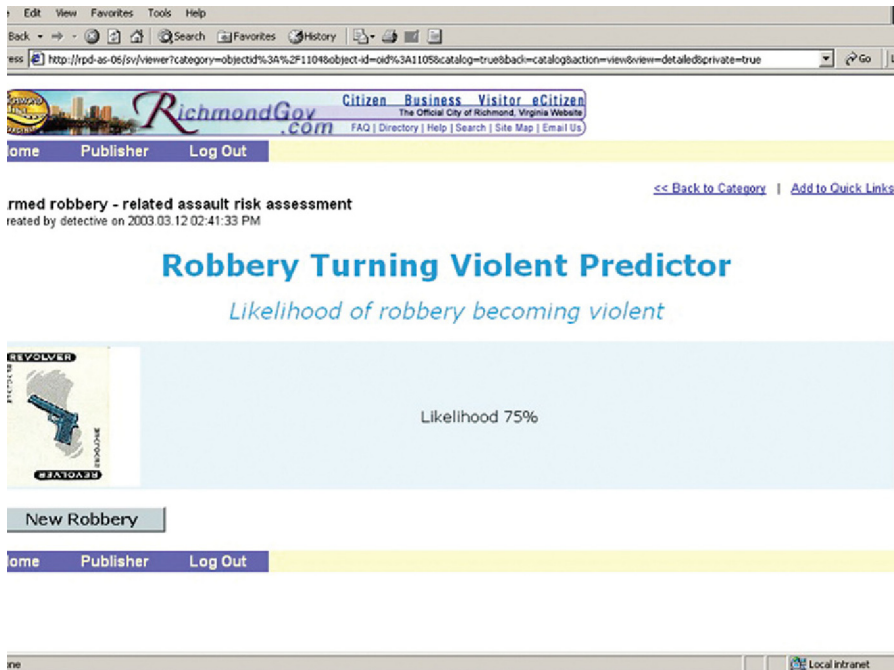 Edit View Favorites Tools Help
Back Search Favorites History
ess http://rpd-as-06/sv/viewer?category=objectid%3A%2F1104&object-id=oid%3A1105&catalog=true&back=catalog&action=view&view=detailed&private=true Go
RichmondGov.com
Citizen Business Visitor eCitizen
The Official City of Richmond, Virginia Website
FAQ | Directory | Help | Search | Site Map | Email Us
ome Publisher Log Out
<< Back to Category | Add to Quick Links
rmed robbery - related assault risk assessment
reated by detective on 2003.03.12 02:41:33 PM
Robbery Turning Violent Predictor
Likelihood of robbery becoming violent
REVOLVER
Likelihood 75%
REVOLVER
New Robbery
ome Publisher Log Out
one Local intranet